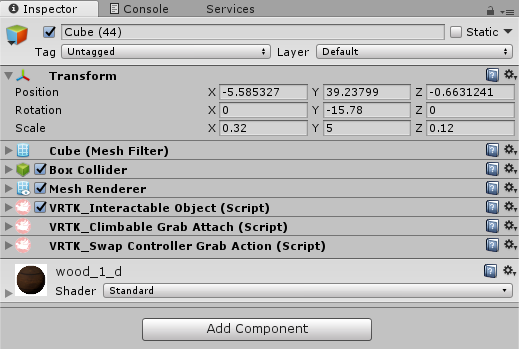 Inspector Console Services
Cube (44) Static
Tag Untagged Layer Default
Transform
Position X -5.585327 Y 39.23799 Z -0.6631241
Rotation X 0 Y -15.78 Z 0
Scale X 0.32 Y 5 Z 0.12
Cube (Mesh Filter)
Box Collider
Mesh Renderer
VRTK_Interactable Object (Script)
VRTK_Climbable Grab Attach (Script)
VRTK_Swap Controller Grab Action (Script)
wood_1_d
Shader Standard
Add Component